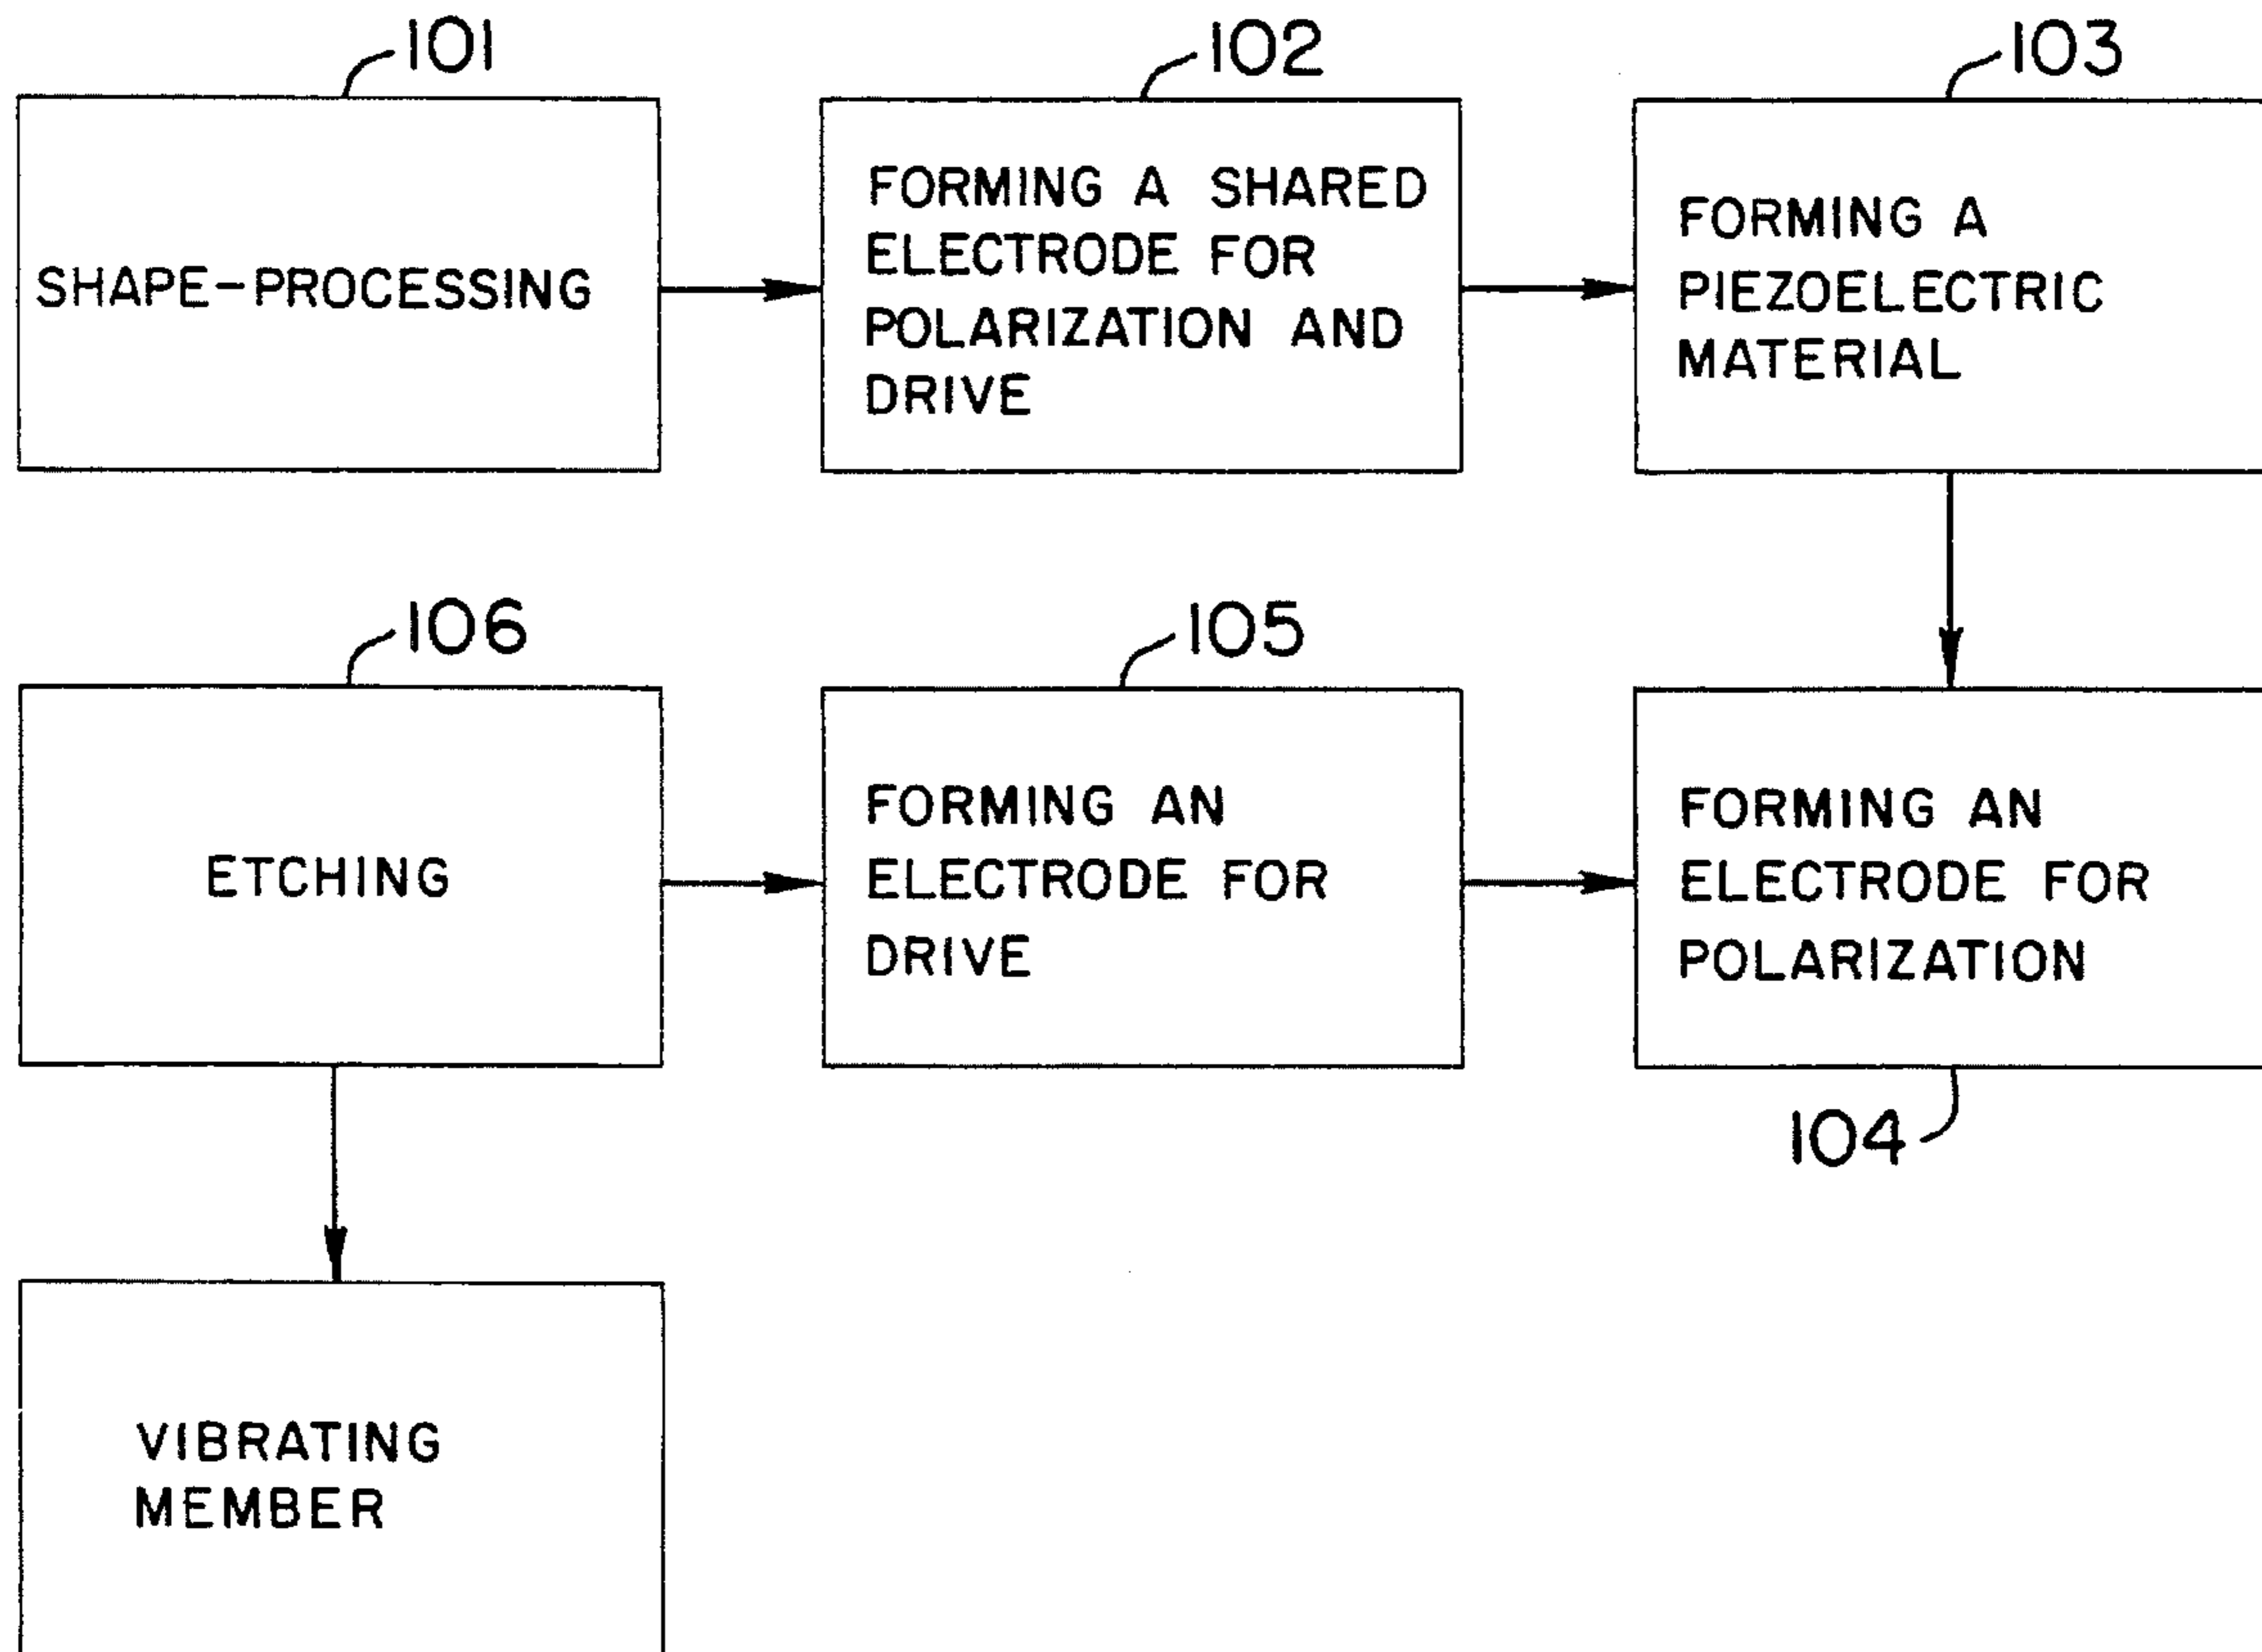 101
SHAPE-PROCESSING
102
FORMING A SHARED
ELECTRODE FOR
POLARIZATION AND
DRIVE
103
FORMING A
PIEZOELECTRIC
MATERIAL
106
ETCHING
105
FORMING AN
ELECTRODE FOR
DRIVE
FORMING AN
ELECTRODE FOR
POLARIZATION
104
VIBRATING
MEMBER